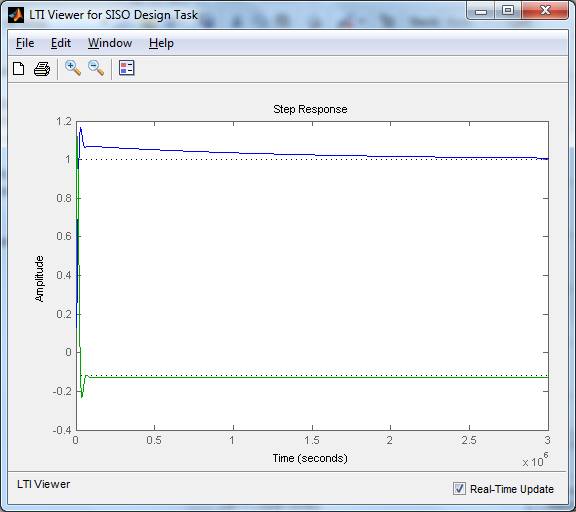 LTI Viewer for SISO Design Task
File Edit Window Help
Step Response
1.2
1
0.8
0.6
0.4
0.2
0
-0.2
-0.4
Amplitude
0 0.5 1 1.5 2 2.5 3
Time (seconds)
x 10^6
LTI Viewer
Real-Time Update